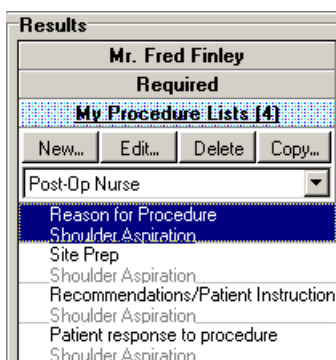 Results
Mr. Fred Finley
Required
My Procedure Lists (4)
New... Edit... Delete Copy...
Post-Op Nurse
Reason for Procedure
Shoulder Aspiration
Site Prep
Shoulder Aspiration
Recommendations/Patient Instruction
Shoulder Aspiration
Patient response to procedure
Shoulder Aspiration